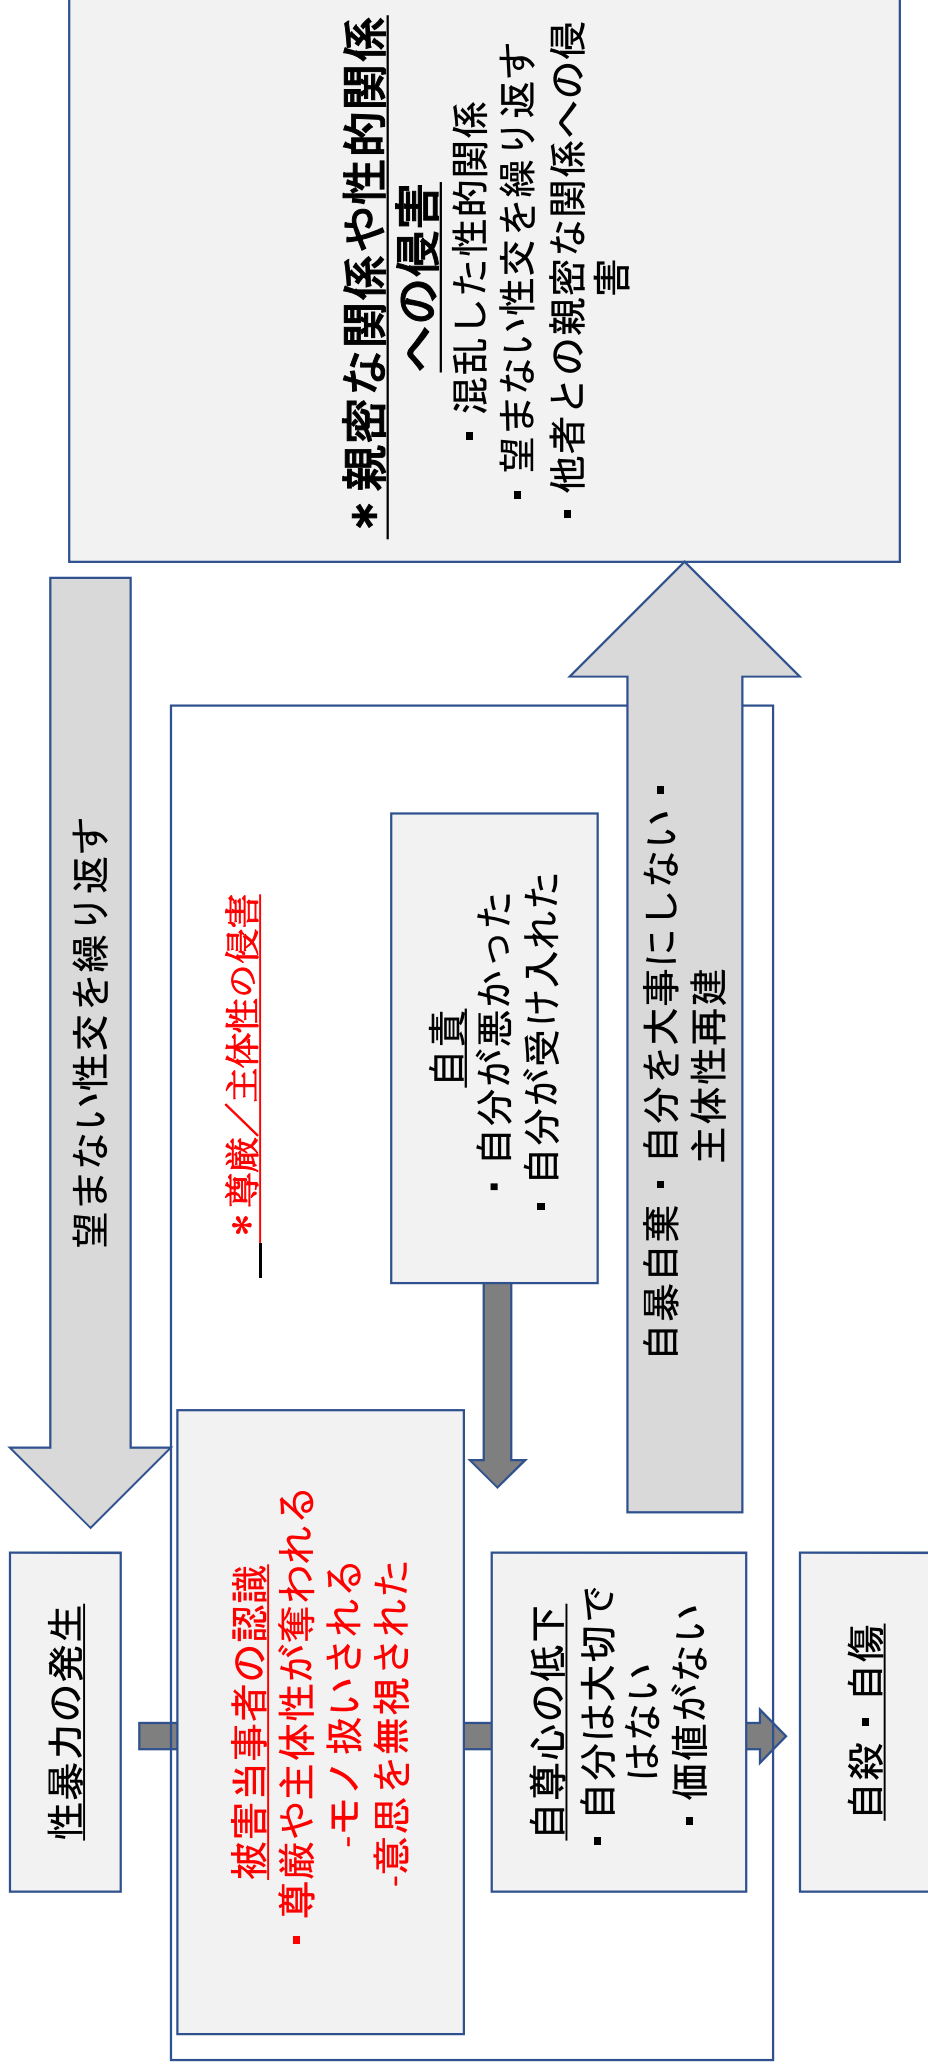 性暴力の発生
望まない性交を繰り返す
被害当事者の認識
・尊厳や主体性が奪われる
-モノ扱いされる
-意思を無視された
＊尊厳／主体性の侵害
自責
・自分が悪かった
・自分が受け入れた
自尊心の低下
・自分は大切で
はない
・価値がない
自暴自棄・自分を大事にしない・
主体性再建
自殺・自傷
＊親密な関係や性的関係
への侵害
・混乱した性的関係
・望まない性交を繰り返す
・他者との親密な関係への侵
害